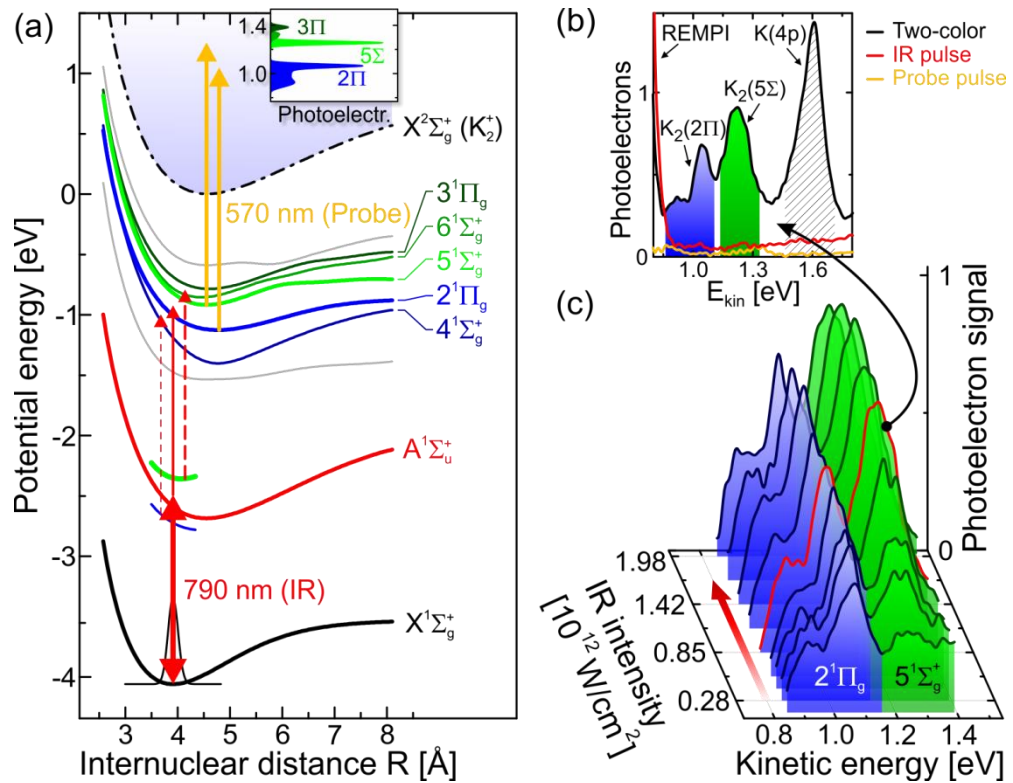 (a)
1.4
1.0
3Π
5Σ
2Π
Photoelectr.
X²Σg⁺ (K₂⁺)
570 nm (Probe)
3¹Πg
6¹Σg⁺
5¹Σg⁺
2¹Πg
4¹Σg⁺
A¹Σu⁺
790 nm (IR)
X¹Σg⁺
Potential energy [eV]
1
0
-1
-2
-3
-4
3 4 5 6 7 8
Internuclear distance R [Å]
(b)
REMPI
K(4p)
K₂(5Σ)
K₂(2Π)
Two-color
IR pulse
Probe pulse
Photoelectrons
1
0
1.0 1.3 1.6
Ekin [eV]
(c)
1
0
Photoelectron signal
1.98
1.42
0.85
0.28
IR intensity
[10¹² W/cm²]
2¹Πg
5¹Σg⁺
0.8 1.0 1.2 1.4
Kinetic energy [eV]